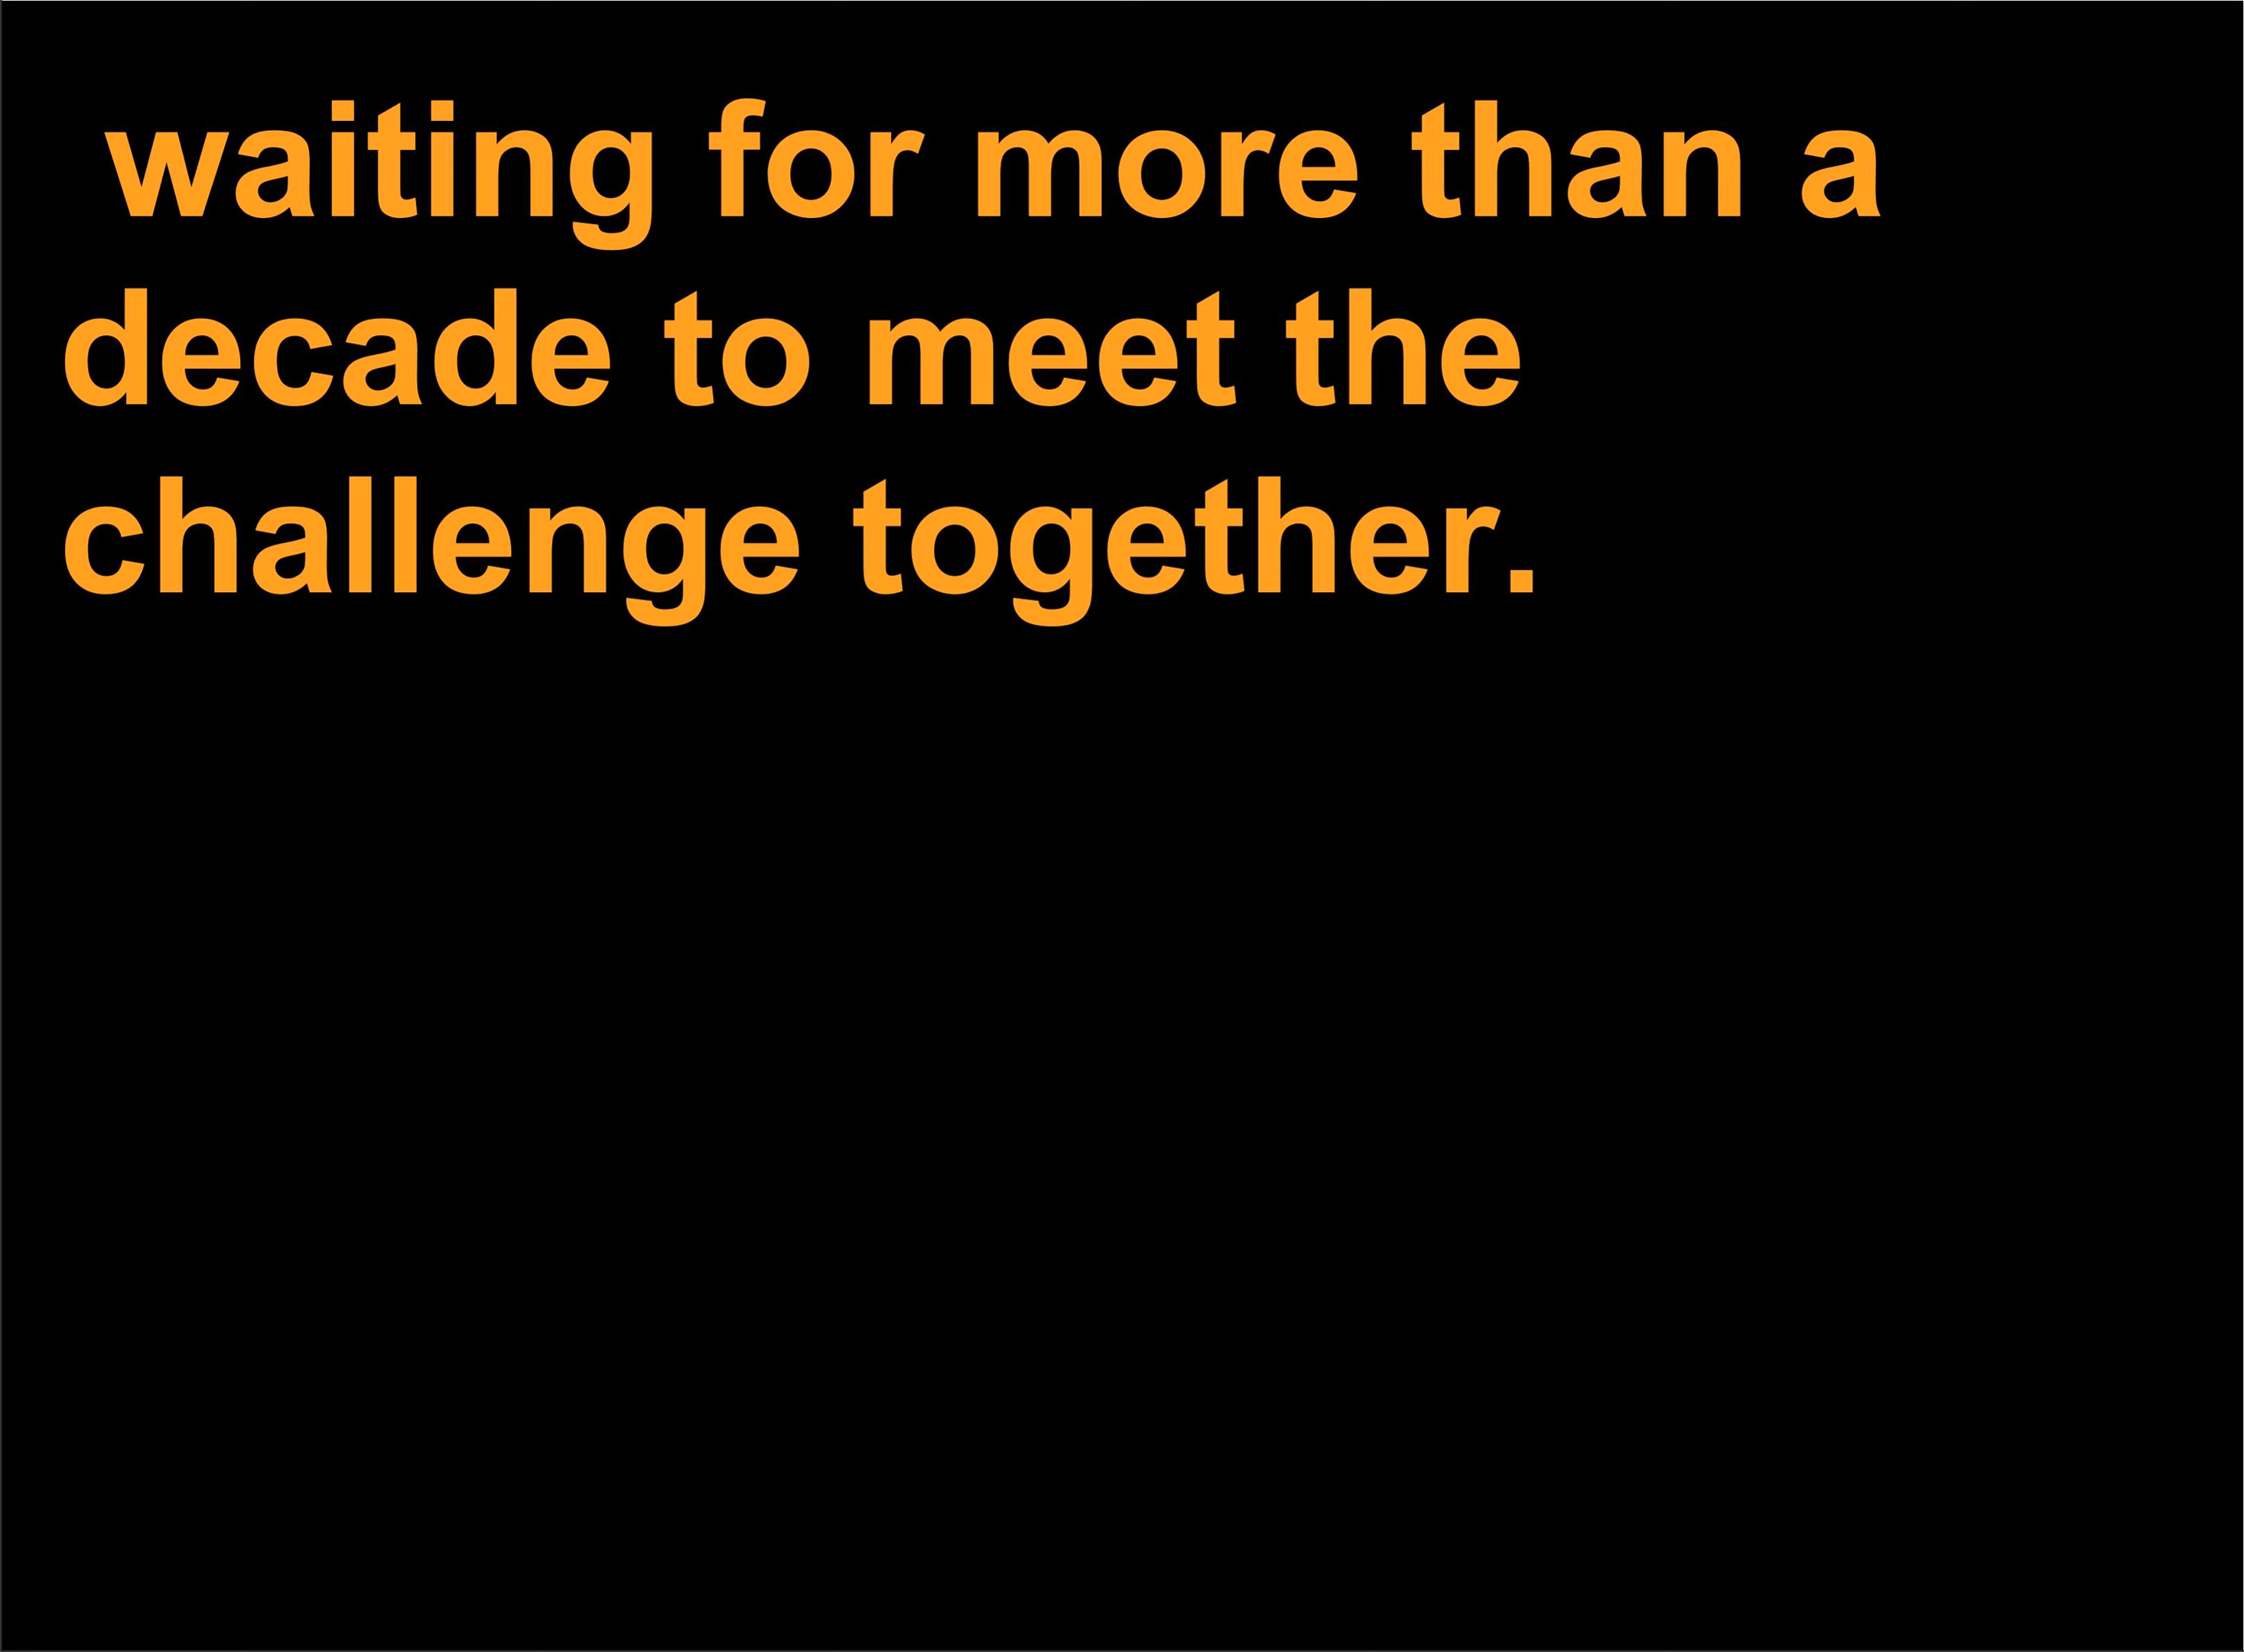 waiting for more than a
decade to meet the
challenge together.